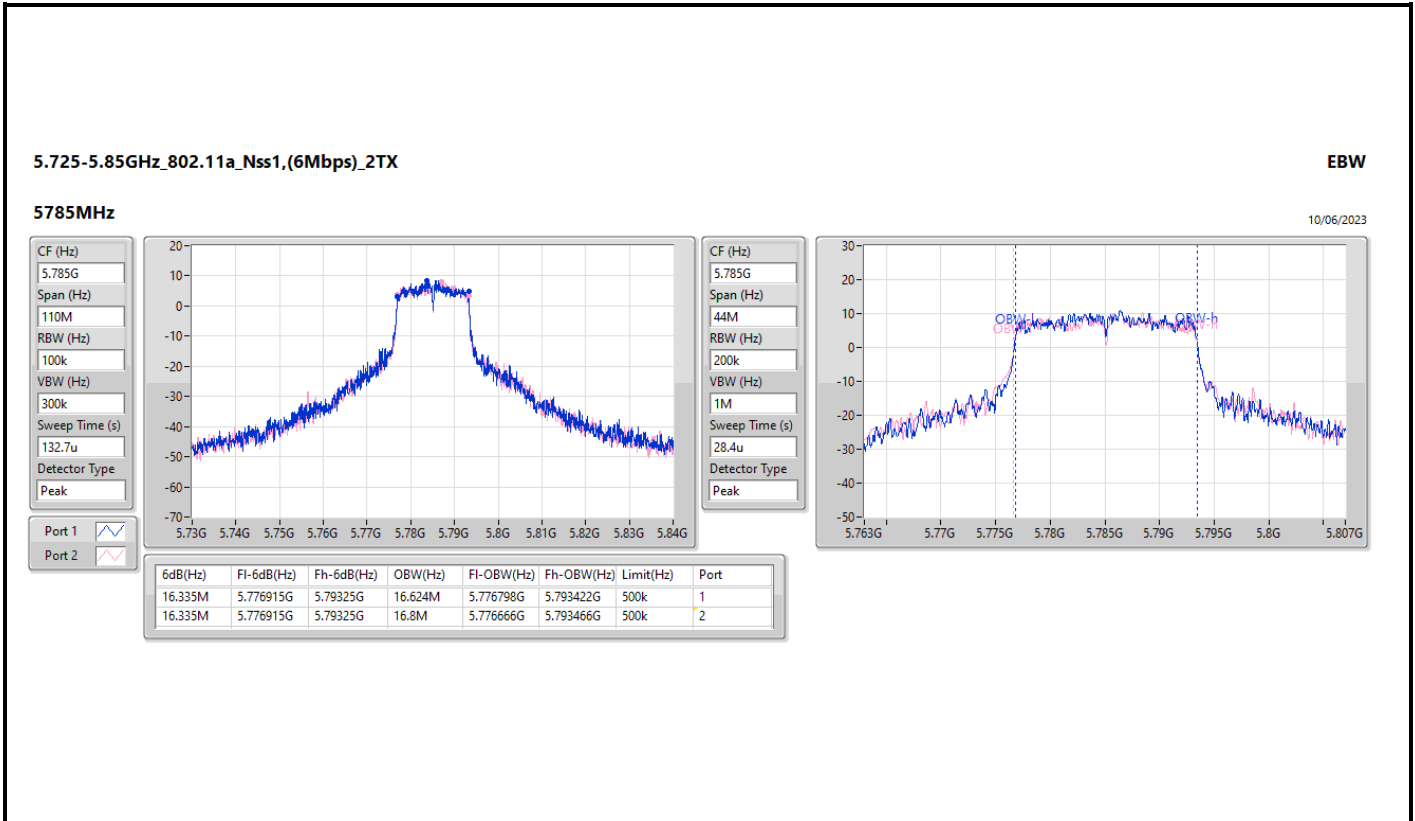 5.725-5.85GHz_802.11a_Nss1,(6Mbps)_2TX
EBW
5785MHz
10/06/2023
CF (Hz)
5.785G
Span (Hz)
110M
RBW (Hz)
100k
VBW (Hz)
300k
Sweep Time (s)
132.7u
Detector Type
Peak
Port 1
Port 2
20
10
0
-10
-20
-30
-40
-50
-60
-70
5.73G 5.74G 5.75G 5.76G 5.77G 5.78G 5.79G 5.8G 5.81G 5.82G 5.83G 5.84G
CF (Hz)
5.785G
Span (Hz)
44M
RBW (Hz)
200k
VBW (Hz)
1M
Sweep Time (s)
28.4u
Detector Type
Peak
30
20
10
0
-10
-20
-30
-40
-50
OBW-l OBW-h
5.763G 5.77G 5.775G 5.78G 5.785G 5.79G 5.795G 5.8G 5.807G
6dB(Hz) Fl-6dB(Hz) Fh-6dB(Hz) OBW(Hz) Fl-OBW(Hz) Fh-OBW(Hz) Limit(Hz) Port
16.335M 5.776915G 5.79325G 16.624M 5.776798G 5.793422G 500k 1
16.335M 5.776915G 5.79325G 16.8M 5.776666G 5.793466G 500k 2